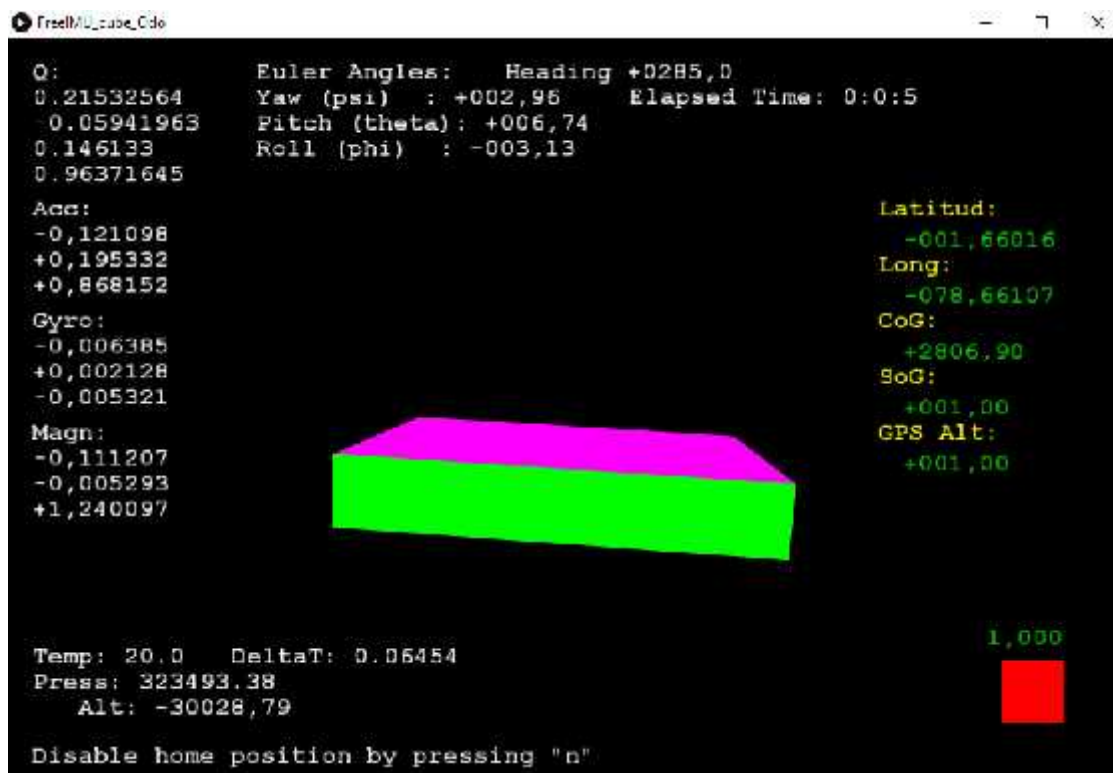 FreeIMU_cube_Odo
Q:
0.21532564
-0.05941963
0.146133
0.96371645
Euler Angles: Heading +0285,0
Yaw (psi) : +002,96 Elapsed Time: 0:0:5
Pitch (theta): +006,74
Roll (phi) : -003,13
Acc:
-0,121098
+0,195332
+0,868152
Gyro:
-0,006385
+0,002128
-0,005321
Magn:
-0,111207
-0,005293
+1,240097
Latitud:
-001,66016
Long:
-078,66107
CoG:
+2806,90
SoG:
+001,00
GPS Alt:
+001,00
1,000
Temp: 20.0 DeltaT: 0.06454
Press: 323493.38
Alt: -30028,79
Disable home position by pressing "n"